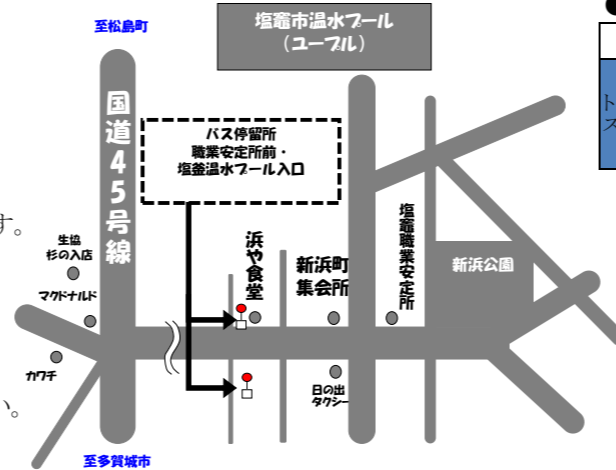 至松島町
塩竈市温水プール
（ユープル）
国道45号線
バス停留所
職業安定所前・
塩釜温水プール入口
ト
ス
す。
生協
杉の入店
マクドナルド
浜や食堂
新浜町
集会所
塩竈職業安定所
新浜公園
カワチ
日の出
タクシー
い。
至多賀城市